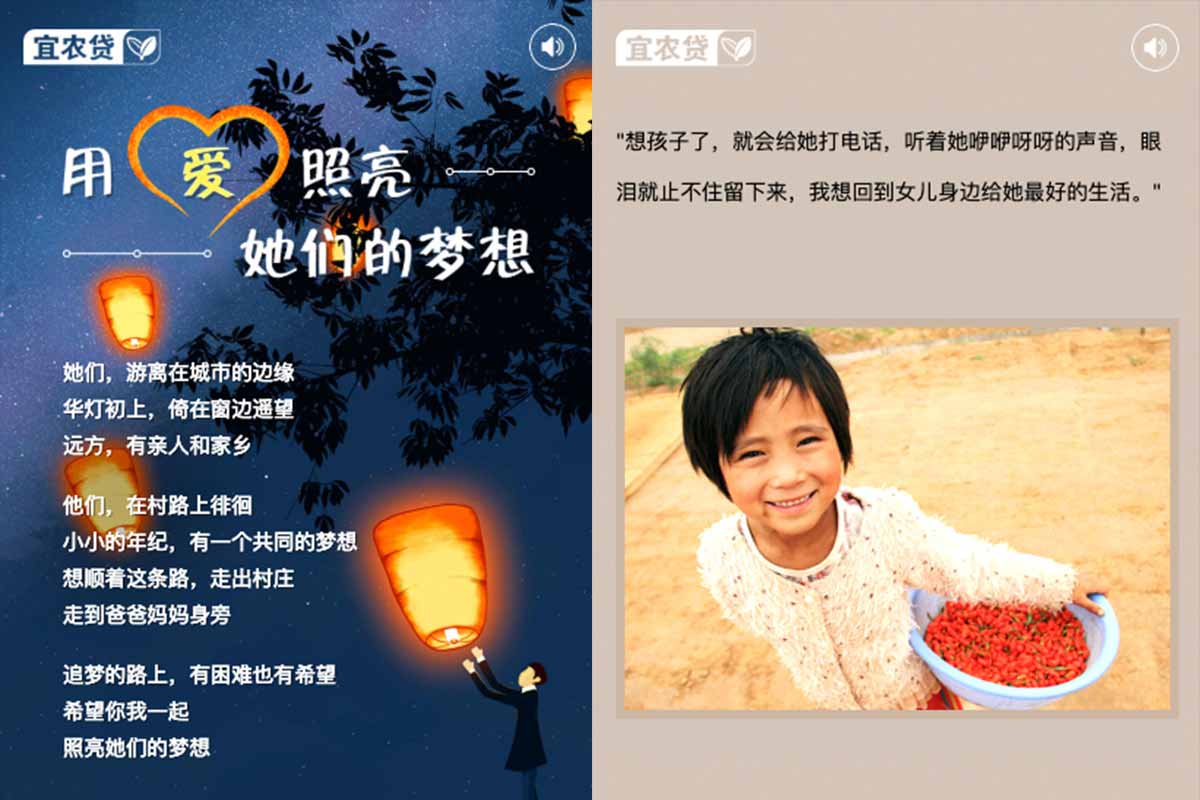 宜农贷
用爱照亮
她们的梦想
她们，游离在城市的边缘
华灯初上，倚在窗边遥望
远方，有亲人和家乡
他们，在村路上徘徊
小小的年纪，有一个共同的梦想
想顺着这条路，走出村庄
走到爸爸妈妈身旁
追梦的路上，有困难也有希望
希望你我一起
照亮她们的梦想
宜农贷
"想孩子了，就会给她打电话，听着她咿咿呀呀的声音，眼
泪就止不住留下来，我想回到女儿身边给她最好的生活。"